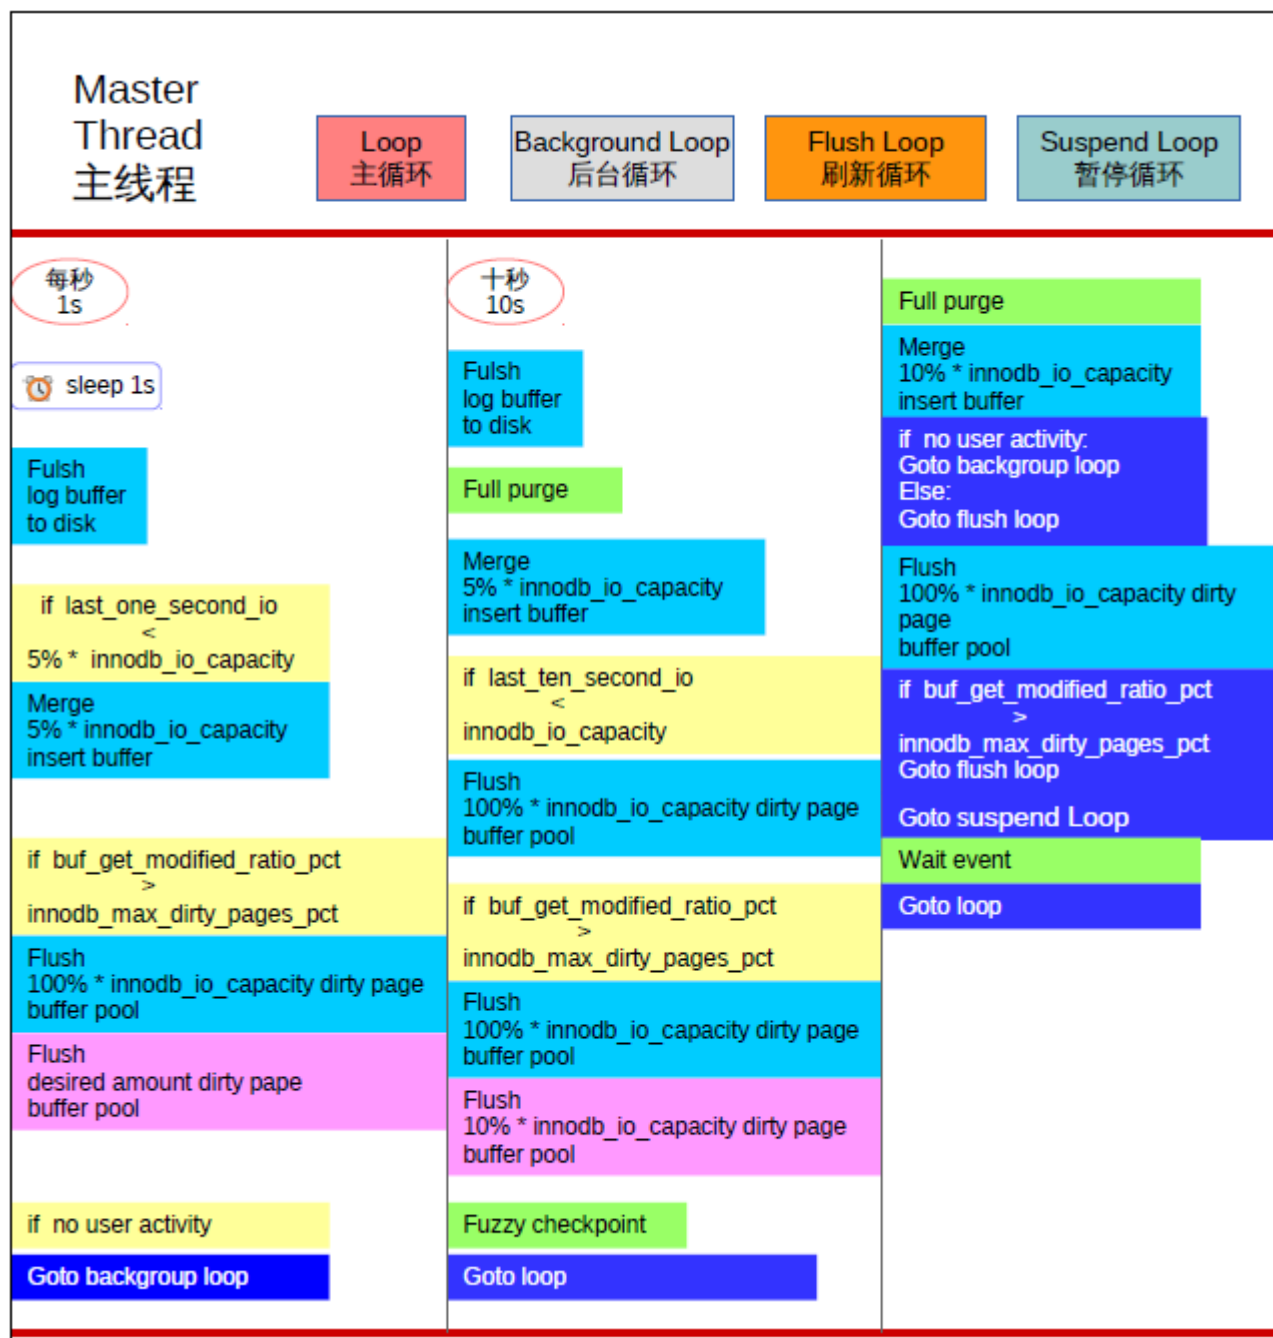 Master
Thread
主线程
Loop
主循环
Background Loop
后台循环
Flush Loop
刷新循环
Suspend Loop
暂停循环
每秒
1s
sleep 1s
Fulsh
log buffer
to disk
if last_one_second_io
<
5% * innodb_io_capacity
Merge
5% * innodb_io_capacity
insert buffer
if buf_get_modified_ratio_pct
>
innodb_max_dirty_pages_pct
Flush
100% * innodb_io_capacity dirty page
buffer pool
Flush
desired amount dirty pape
buffer pool
if no user activity
Goto backgroup loop
十秒
10s
Fulsh
log buffer
to disk
Full purge
Merge
5% * innodb_io_capacity
insert buffer
if last_ten_second_io
<
innodb_io_capacity
Flush
100% * innodb_io_capacity dirty page
buffer pool
if buf_get_modified_ratio_pct
>
innodb_max_dirty_pages_pct
Flush
100% * innodb_io_capacity dirty page
buffer pool
Flush
10% * innodb_io_capacity dirty page
buffer pool
Fuzzy checkpoint
Goto loop
Full purge
Merge
10% * innodb_io_capacity
insert buffer
if no user activity:
Goto backgroup loop
Else:
Goto flush loop
Flush
100% * innodb_io_capacity dirty
page
buffer pool
if buf_get_modified_ratio_pct
>
innodb_max_dirty_pages_pct
Goto flush loop
Goto suspend Loop
Wait event
Goto loop